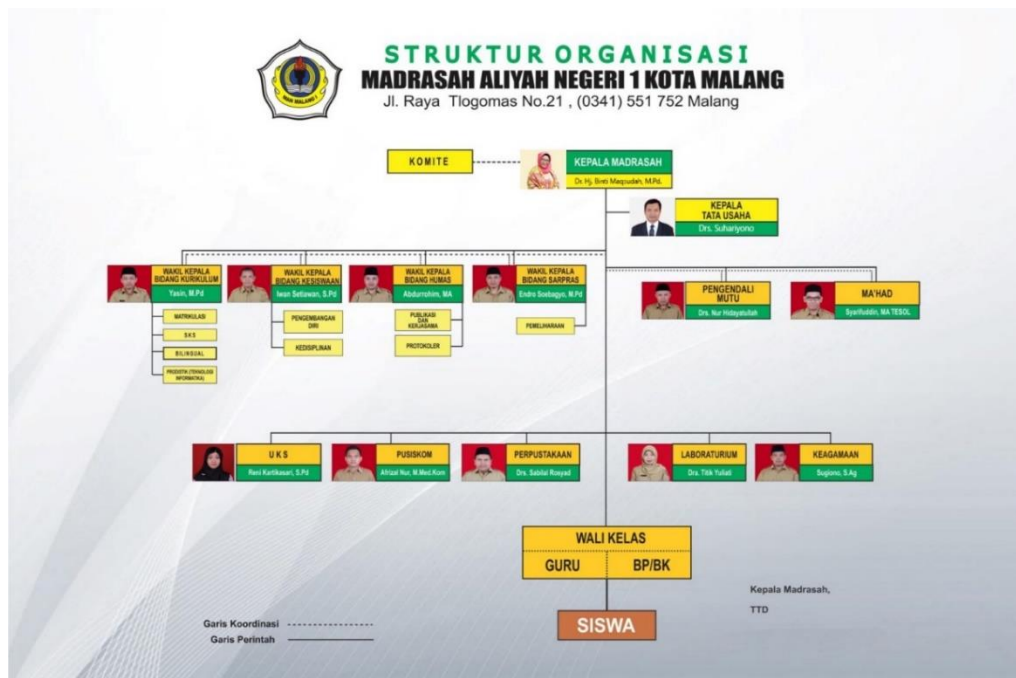 STRUKTUR ORGANISASI
MAN MALANG I
MADRASAH ALIYAH NEGERI 1 KOTA MALANG
Jl. Raya Tlogomas No.21 , (0341) 551 752 Malang
KOMITE
KEPALA MADRASAH
Dr. Hj. Binti Maqsudah, M.Pd.
KEPALA
TATA USAHA
Drs. Suhariyono
WAKIL KEPALA
BIDANG KURIKULUM
Yasin, M.Pd
MATRIKULASI
SKS
BILINGUAL
PRODISTIK (TEKNOLOGI
INFORMATIKA)
WAKIL KEPALA
BIDANG KESISWAAN
Iwan Setiawan, S.Pd
PENGEMBANGAN
DIRI
KEDISIPLINAN
WAKIL KEPALA
BIDANG HUMAS
Abdurrohim, MA
PUBLIKASI
DAN
KERJASAMA
PROTOKOLER
WAKIL KEPALA
BIDANG SARPRAS
Endro Soebagyo, M.Pd
PEMELIHARAAN
PENGENDALI
MUTU
Drs. Nur Hidayatullah
MA'HAD
Syarifuddin, MA TESOL
U K S
Reni Kartikasari, S.Pd
PUSISKOM
Afrizal Nur, M.Med.Kom
PERPUSTAKAAN
Drs. Sabilal Rosyad
LABORATURIUM
Dra. Titik Yuliati
KEAGAMAAN
Sugiono, S.Ag
WALI KELAS
GURU
BP/BK
SISWA
Kepala Madrasah,
TTD
Garis Koordinasi
Garis Perintah